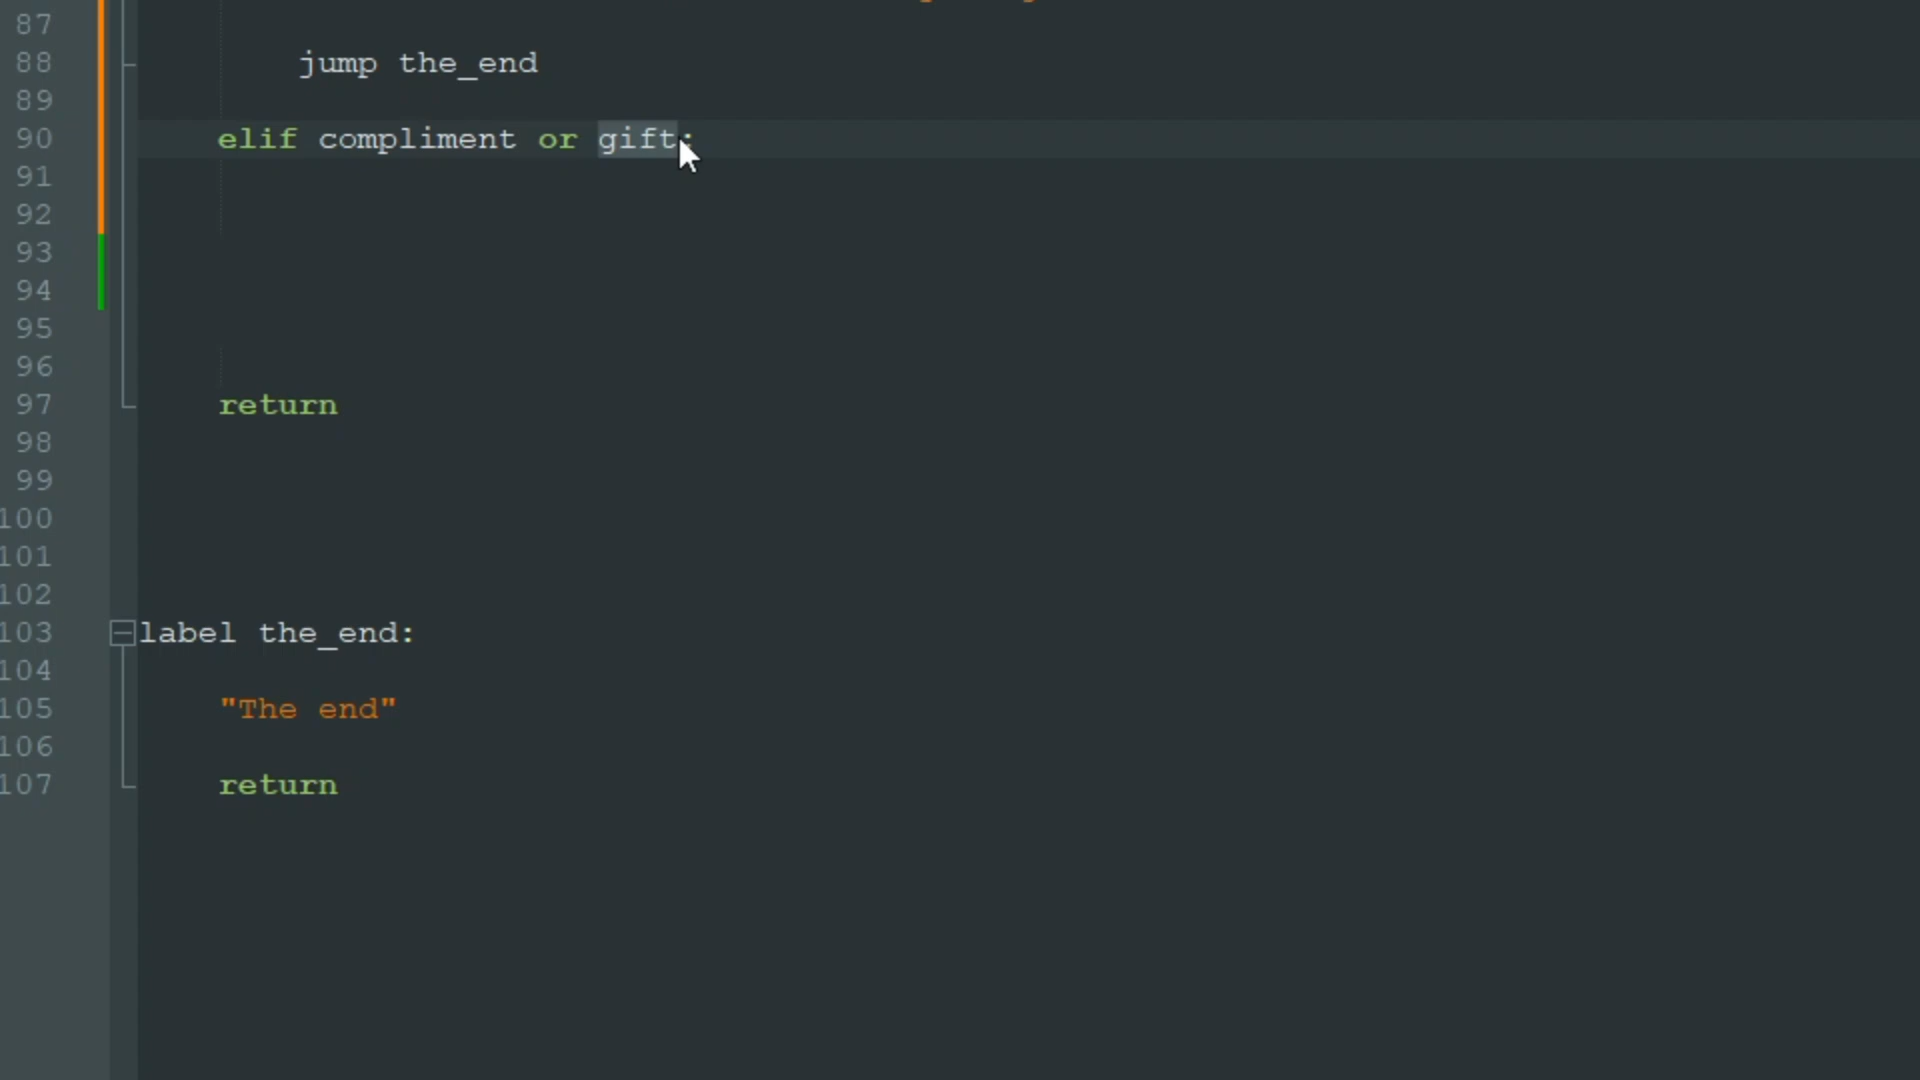 87
88 jump the_end
89
90 elif compliment or gift:
91
92
93
94
95
96
97 return
98
99
100
101
102
103 label the_end:
104
105 "The end"
106
107 return